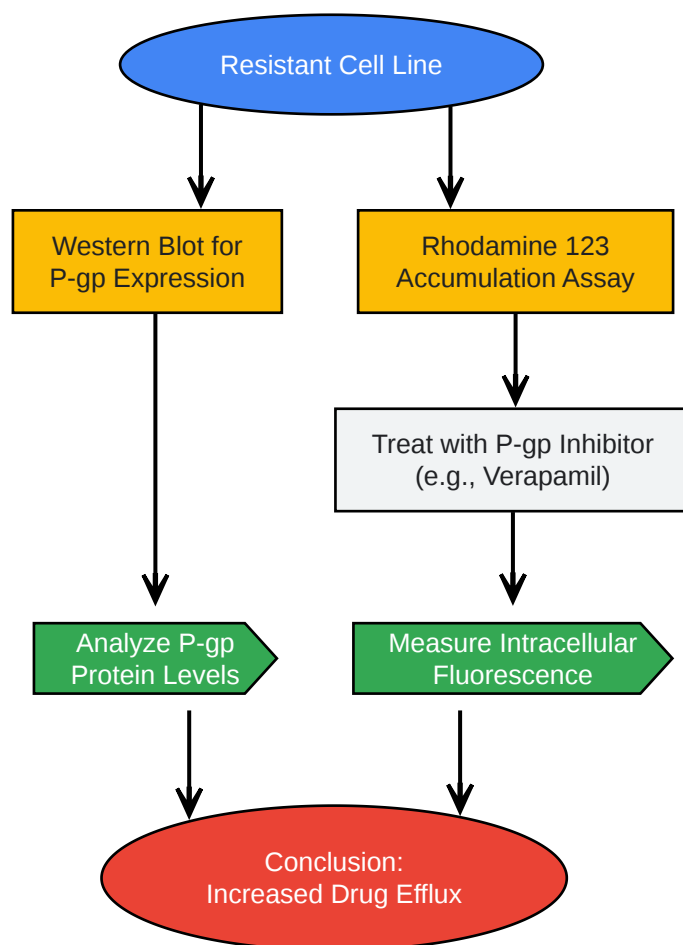 Resistant Cell Line
Western Blot for
P-gp Expression
Rhodamine 123
Accumulation Assay
Treat with P-gp Inhibitor
(e.g., Verapamil)
Analyze P-gp
Protein Levels
Measure Intracellular
Fluorescence
Conclusion:
Increased Drug Efflux